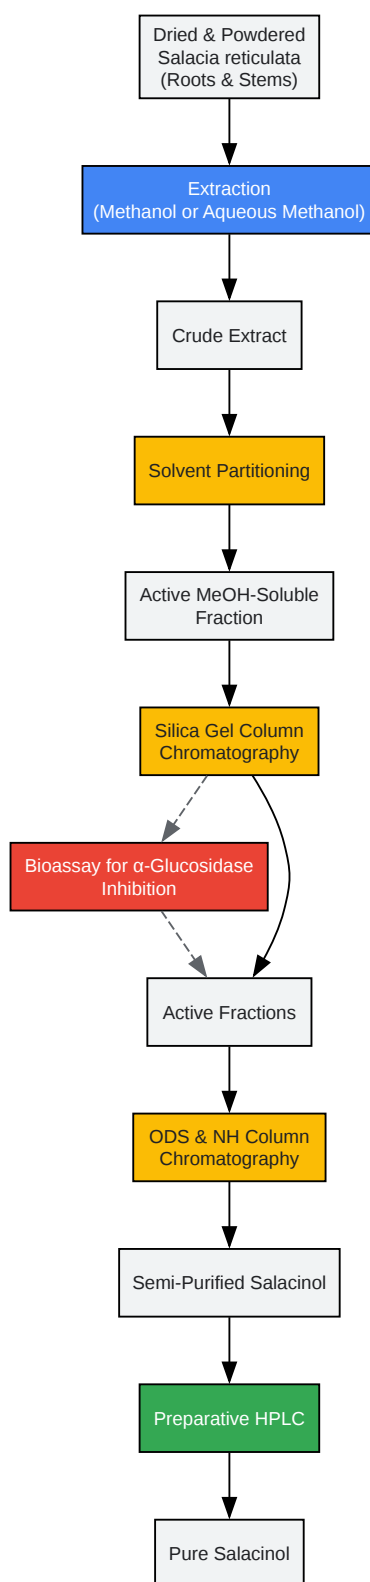 Dried & Powdered
Salacia reticulata
(Roots & Stems)
Extraction
(Methanol or Aqueous Methanol)
Crude Extract
Solvent Partitioning
Active MeOH-Soluble
Fraction
Silica Gel Column
Chromatography
Bioassay for α-Glucosidase
Inhibition
Active Fractions
ODS & NH Column
Chromatography
Semi-Purified Salacinol
Preparative HPLC
Pure Salacinol